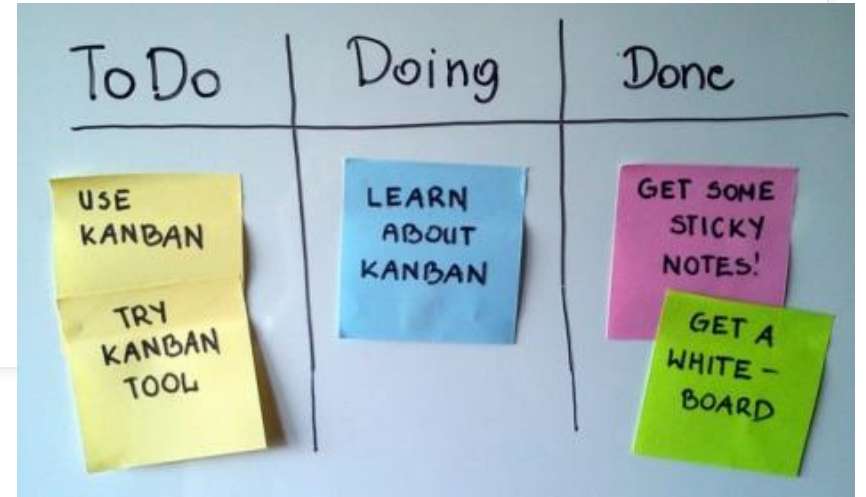 To Do
Doing
Done
USE
KANBAN
TRY
KANBAN
TOOL
LEARN
ABOUT
KANBAN
GET SOME
STICKY
NOTES!
GET A
WHITE-
BOARD